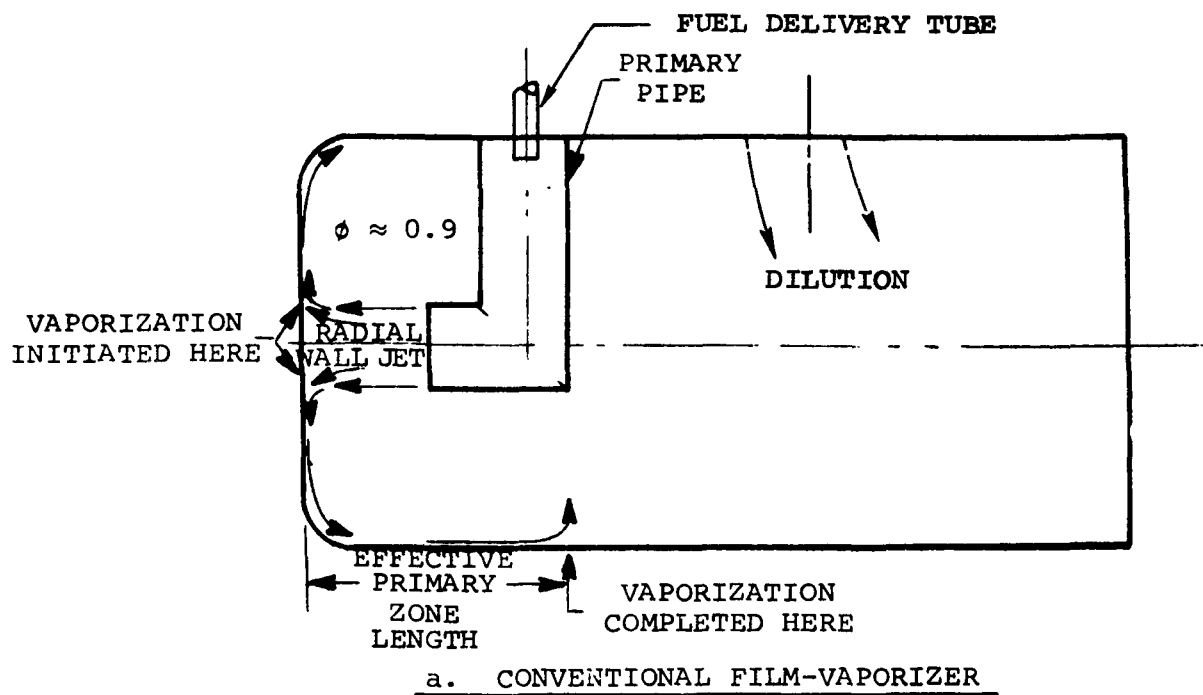 FUEL DELIVERY TUBE
PRIMARY
PIPE
ø ≈ 0.9
DILUTION
VAPORIZATION
INITIATED HERE
RADIAL
WALL JET
EFFECTIVE
PRIMARY
ZONE
LENGTH
VAPORIZATION
COMPLETED HERE
a. CONVENTIONAL FILM-VAPORIZER